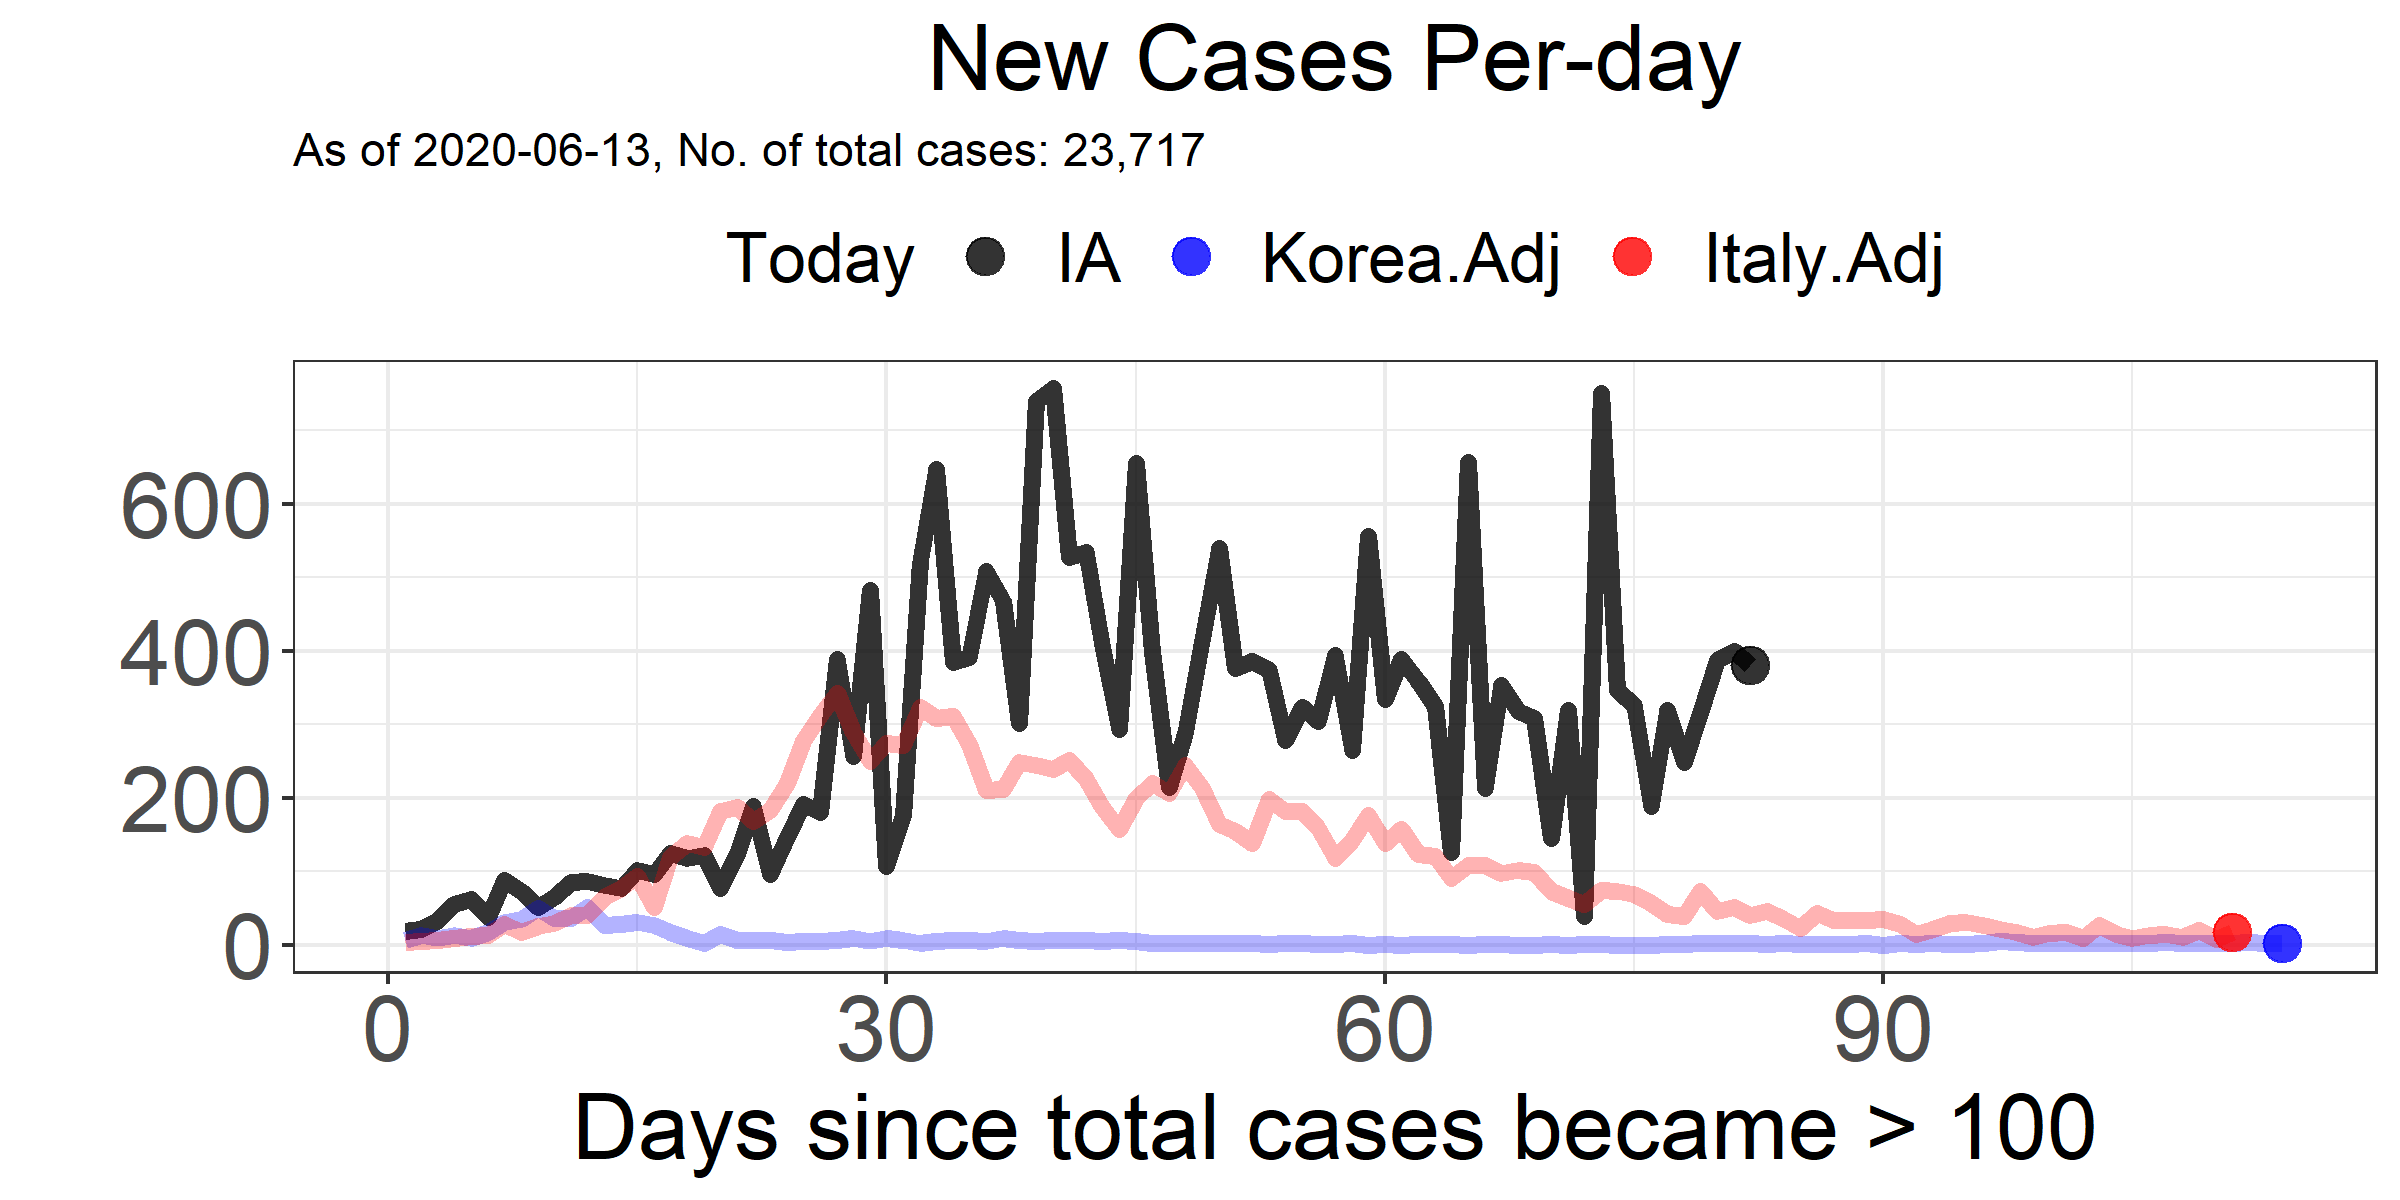 New Cases Per-day
As of 2020-06-13, No. of total cases: 23,717
Today IA Korea.Adj Italy.Adj
600
400
200
0
0 30 60 90
Days since total cases became > 100